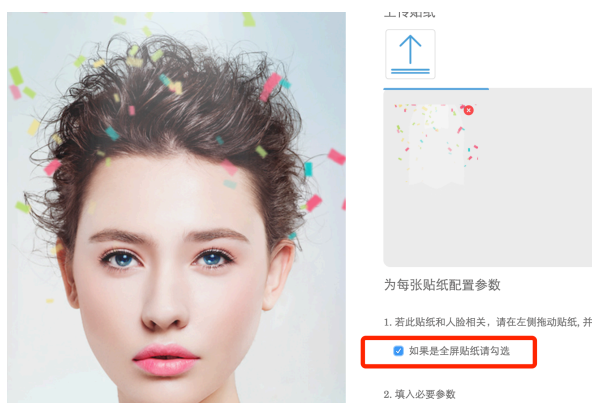 上传贴纸
为每张贴纸配置参数
1. 若此贴纸和人脸相关，请在左侧拖动贴纸, 并
如果是全屏贴纸请勾选
2. 填入必要参数